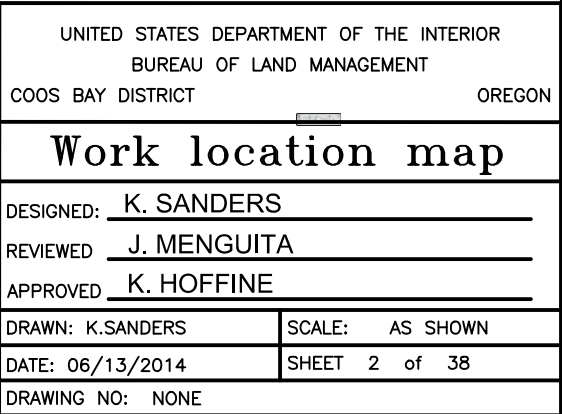 UNITED STATES DEPARTMENT OF THE INTERIOR
BUREAU OF LAND MANAGEMENT
COOS BAY DISTRICT OREGON
Work location map
DESIGNED: K. SANDERS
REVIEWED J. MENGUITA
APPROVED K. HOFFINE
DRAWN: K.SANDERS SCALE: AS SHOWN
DATE: 06/13/2014 SHEET 2 of 38
DRAWING NO: NONE